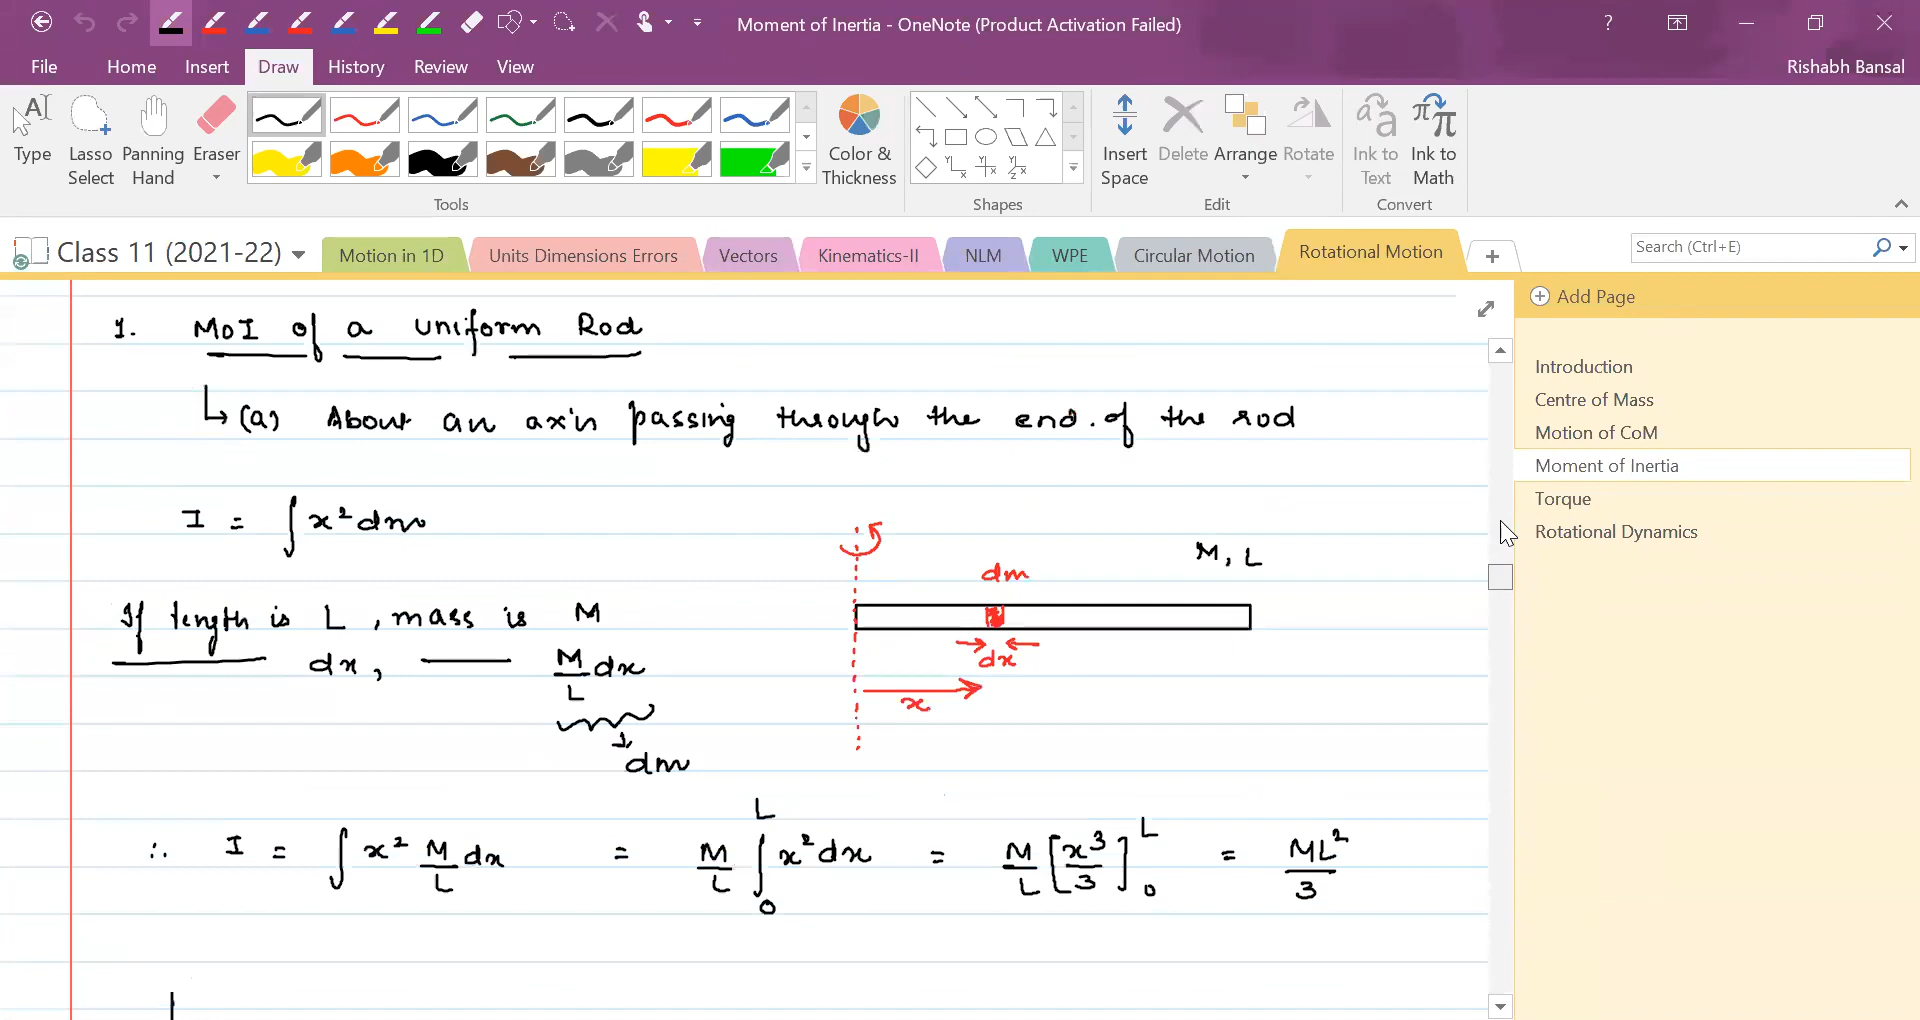 Moment of Inertia - OneNote (Product Activation Failed)
?
File Home Insert Draw History Review View
Rishabh Bansal
Type
Lasso Select
Panning Hand
Eraser
Color & Thickness
Insert Space
Delete
Arrange
Rotate
Ink to Text
Ink to Math
Tools
Shapes
Edit
Convert
Class 11 (2021-22)
Motion in 1D
Units Dimensions Errors
Vectors
Kinematics-II
NLM
WPE
Circular Motion
Rotational Motion
Search (Ctrl+E)
Add Page
Introduction
Centre of Mass
Motion of CoM
Moment of Inertia
Torque
Rotational Dynamics
1. MoI of a uniform Rod
↳ (a) About an axis passing through the end. of the rod
I = ∫ x² dm
M, L
dm
If length is L, mass is M
dx, —— M/L dx
dx
x
dm
∴ I = ∫ x² M/L dx = M/L ∫₀ᴸ x² dx = M/L [x³/3]₀ᴸ = ML²/3